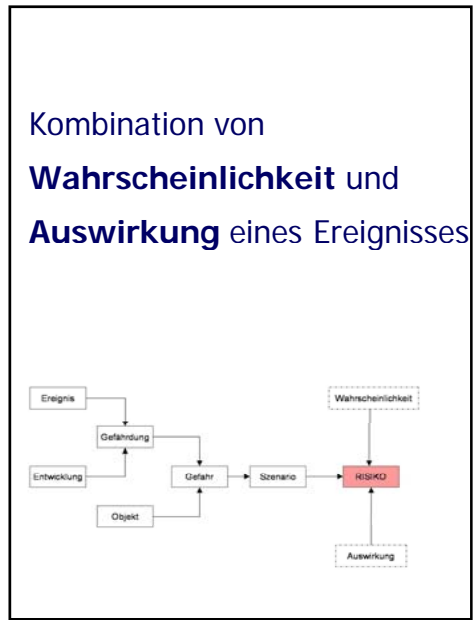 Kombination von
Wahrscheinlichkeit und
Auswirkung eines Ereignisses
Ereignis
Wahrscheinlichkeit
Gefährdung
Entwicklung
Gefahr
Szenario
RISIKO
Objekt
Auswirkung